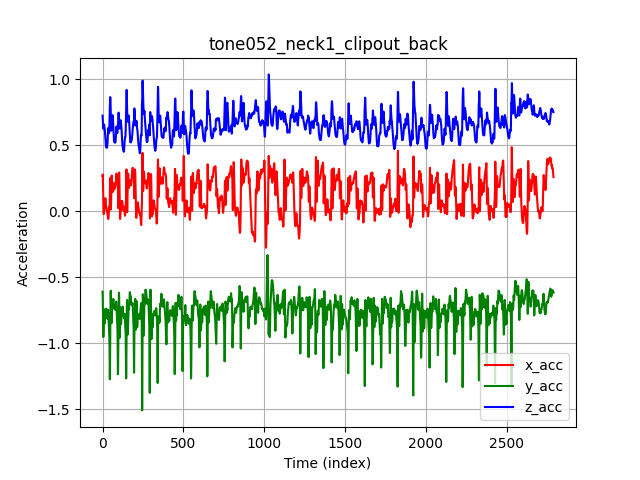 tone052_neck1_clipout_back
Acceleration
1.0
0.5
0.0
−0.5
−1.0
−1.5
0
500
1000
1500
2000
2500
Time (index)
x_acc
y_acc
z_acc